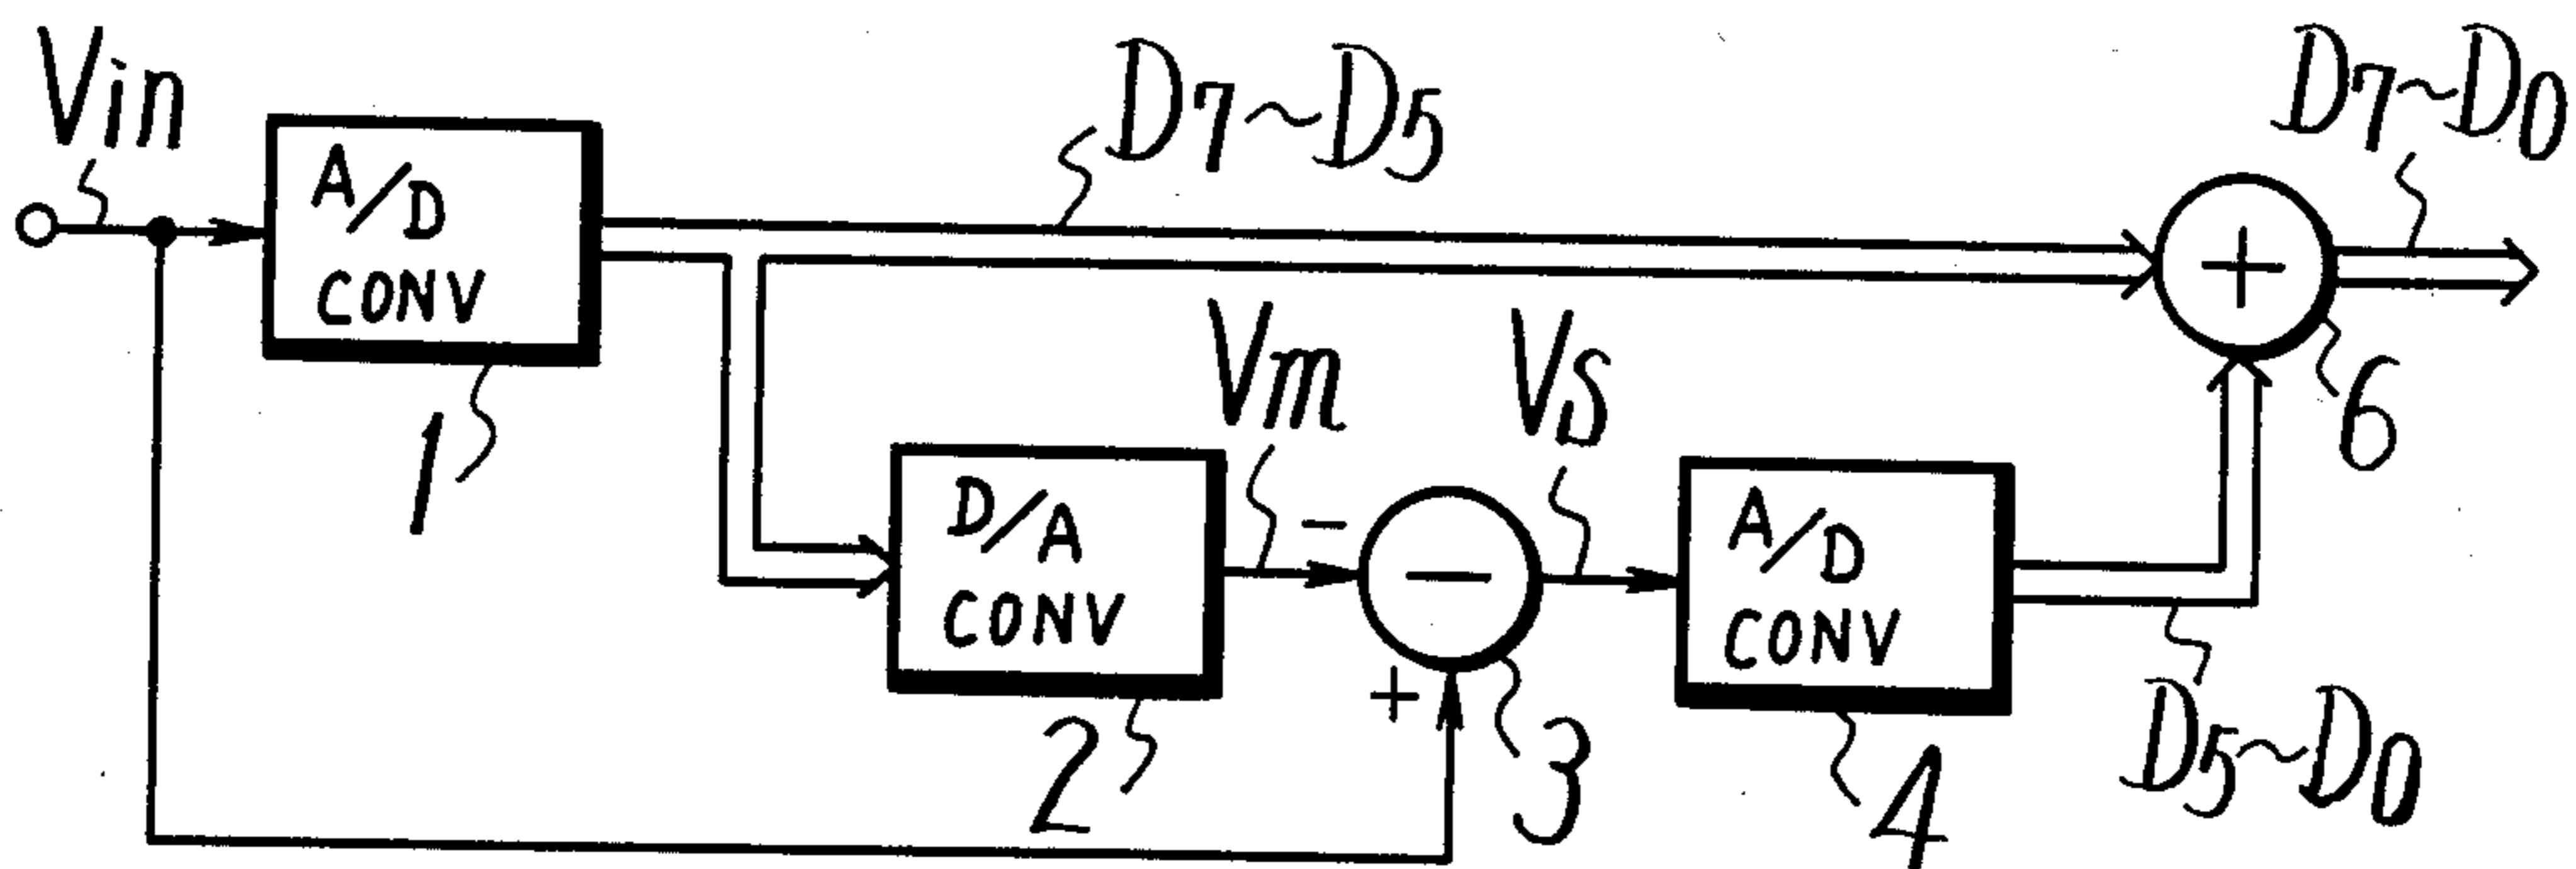 Vin
A/D
CONV
1
D7~D5
D7~D0
+
6
Vm
Vs
D/A
CONV
2
−
−
+
3
A/D
CONV
4
D5~D0